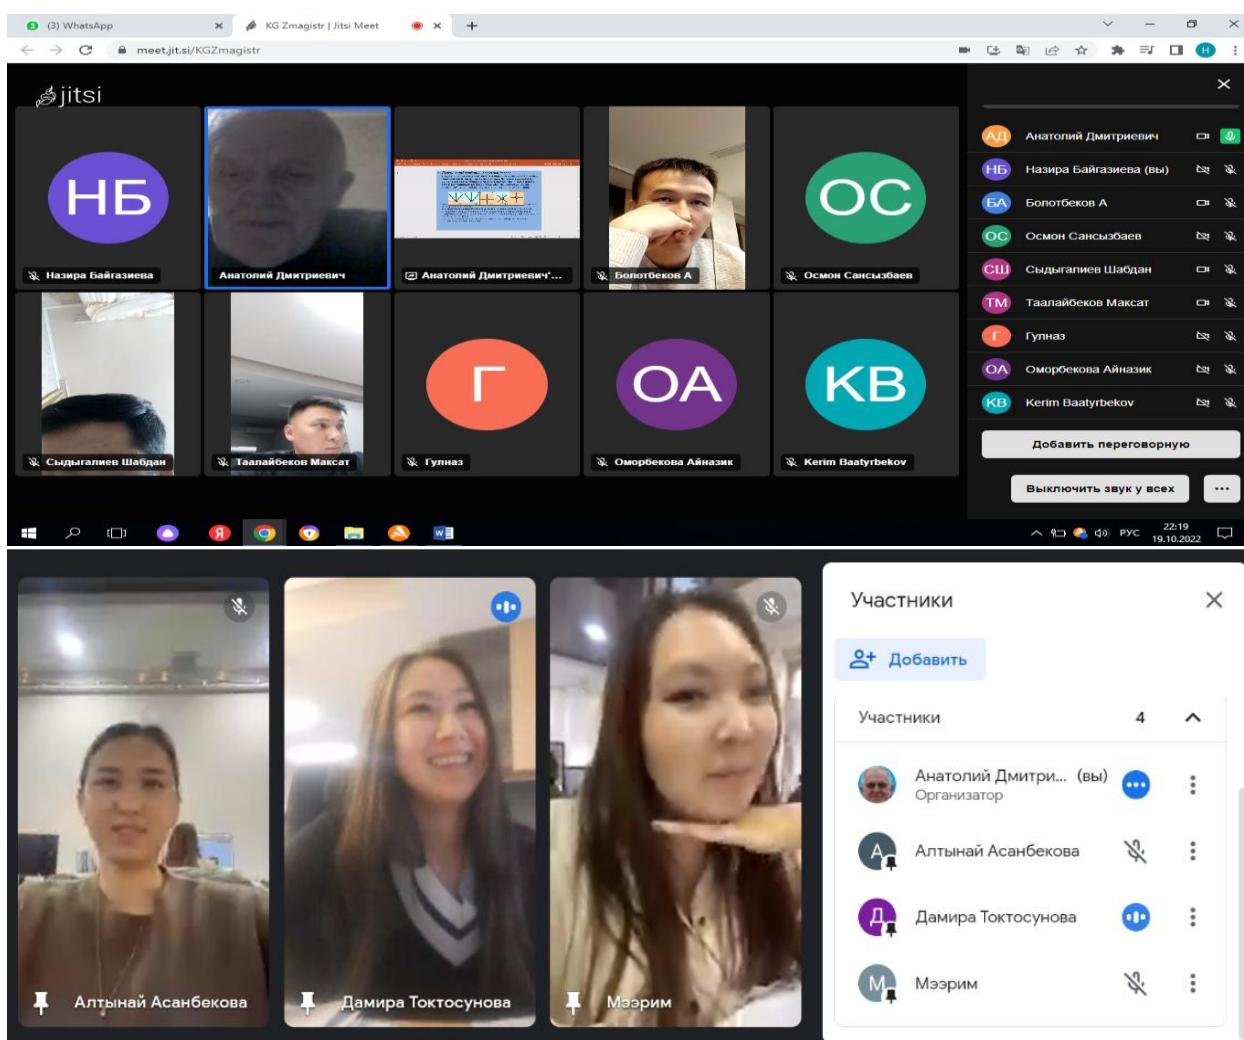 (3) WhatsApp
KG Zmagistr | Jitsi Meet
meet.jit.si/KGZmagistr
H
jitsi
НБ
Назира Байгазиева
Анатолий Дмитриевич
Анатолий Дмитриевич'...
Болотбеков А
ОС
Осмон Сансызбаев
Сыдыгалиев Шабдан
Таалайбеков Максат
Г
Гулназ
ОА
Оморбекова Айназик
KB
Kerim Baatyrbekov
АД Анатолий Дмитриевич
НБ Назира Байгазиева (вы)
БА Болотбеков А
ОС Осмон Сансызбаев
СШ Сыдыгалиев Шабдан
ТМ Таалайбеков Максат
Г Гулназ
ОА Оморбекова Айназик
KB Kerim Baatyrbekov
Добавить переговорную
Выключить звук у всех
Я
W
РУС
22:19
19.10.2022
Алтынай Асанбекова
Дамира Токтосунова
Мээрим
Участники
Добавить
Участники 4
Анатолий Дмитри... (вы)
Организатор
А Алтынай Асанбекова
Д Дамира Токтосунова
М Мээрим